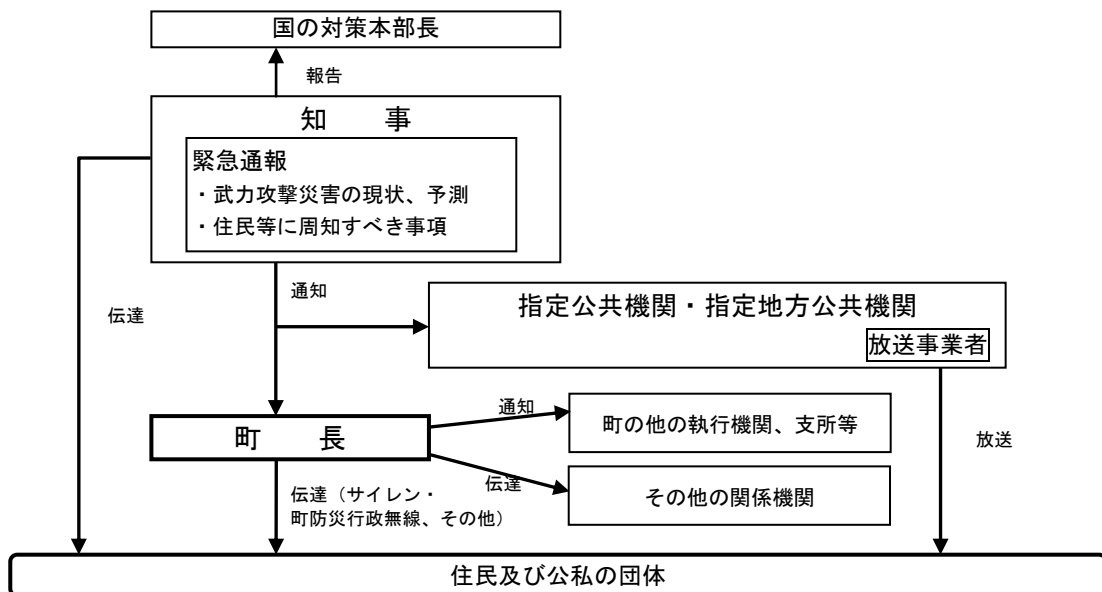 国の対策本部長
報告
知　　事
緊急通報
・武力攻撃災害の現状、予測
・住民等に周知すべき事項
通知
伝達
指定公共機関・指定地方公共機関
放送事業者
町　　長
通知
町の他の執行機関、支所等
放送
伝達
その他の関係機関
伝達（サイレン・
町防災行政無線、その他）
住民及び公私の団体